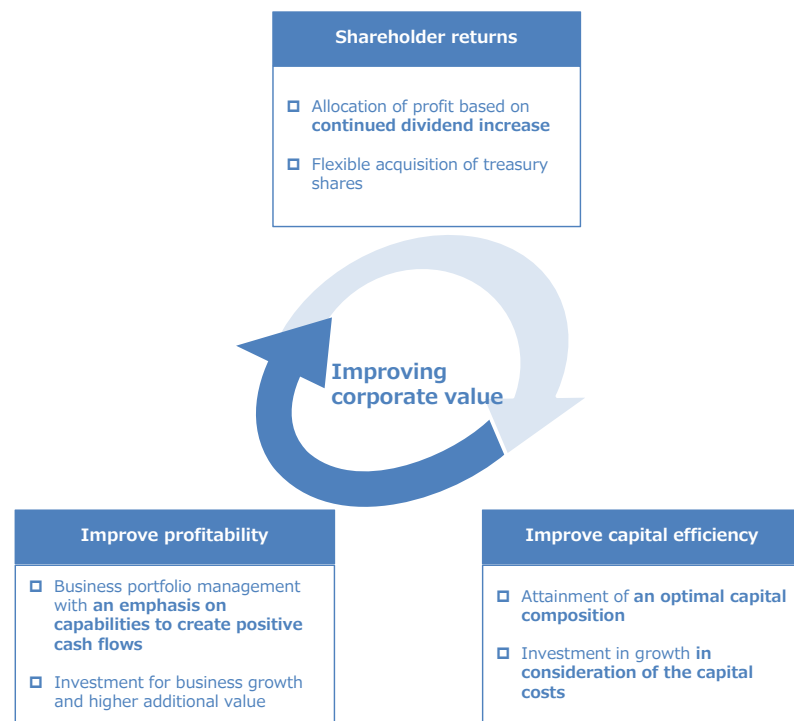 Shareholder returns
Allocation of profit based on
continued dividend increase
Flexible acquisition of treasury
shares
Improving
corporate value
Improve profitability
Business portfolio management
with an emphasis on
capabilities to create positive
cash flows
Investment for business growth
and higher additional value
Improve capital efficiency
Attainment of an optimal capital
composition
Investment in growth in
consideration of the capital
costs